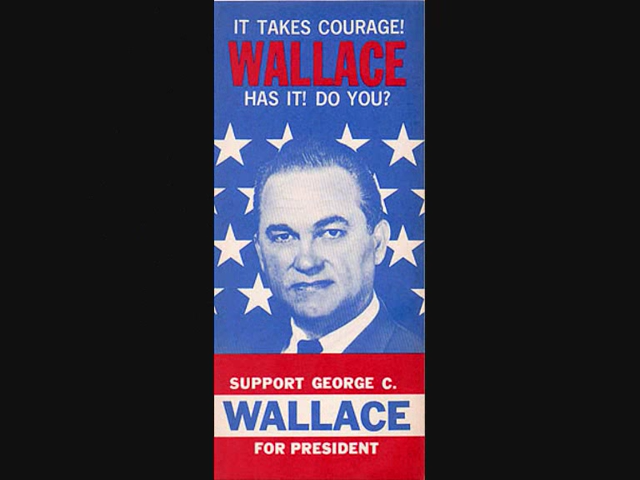 IT TAKES COURAGE!
WALLACE
HAS IT! DO YOU?
SUPPORT GEORGE C.
WALLACE
FOR PRESIDENT